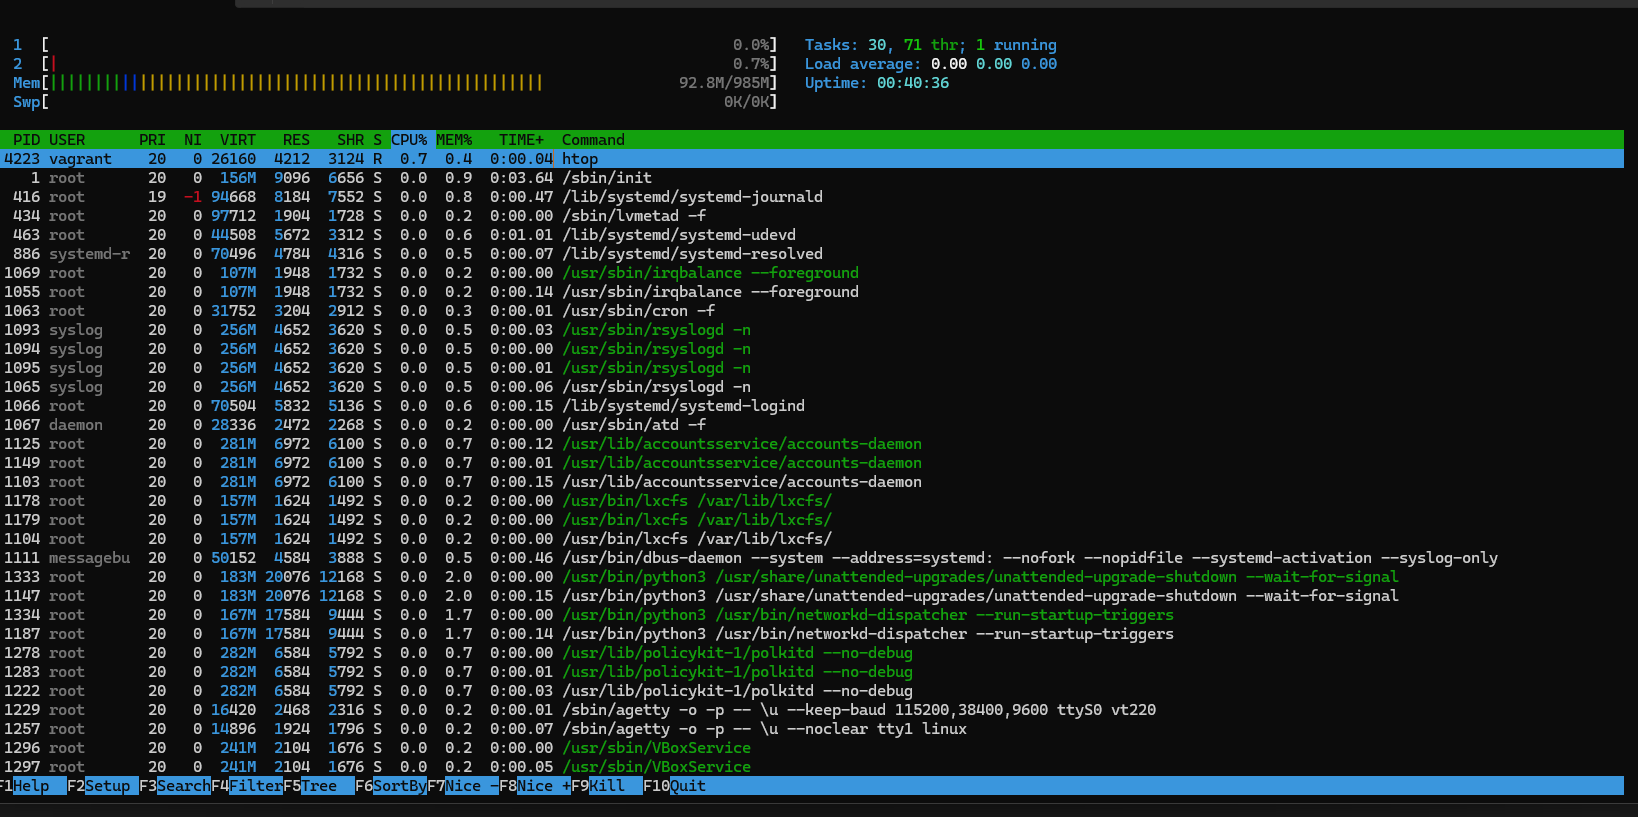 1  [ 0.0%] Tasks: 30, 71 thr; 1 running
2  [| 0.7%] Load average: 0.00 0.00 0.00
Mem[||||||||||||||||||||||||||||||||||||||||||||||||||||||| 92.8M/985M] Uptime: 00:40:36
Swp[ 0K/0K]
PID USER PRI NI VIRT RES SHR S CPU% MEM% TIME+ Command
4223 vagrant 20 0 26160 4212 3124 R 0.7 0.4 0:00.04 htop
1 root 20 0 156M 9096 6656 S 0.0 0.9 0:03.64 /sbin/init
416 root 19 -1 94668 8184 7552 S 0.0 0.8 0:00.47 /lib/systemd/systemd-journald
434 root 20 0 97712 1904 1728 S 0.0 0.2 0:00.00 /sbin/lvmetad -f
463 root 20 0 44508 5672 3312 S 0.0 0.6 0:01.01 /lib/systemd/systemd-udevd
886 systemd-r 20 0 70496 4784 4316 S 0.0 0.5 0:00.07 /lib/systemd/systemd-resolved
1069 root 20 0 107M 1948 1732 S 0.0 0.2 0:00.00 /usr/sbin/irqbalance --foreground
1055 root 20 0 107M 1948 1732 S 0.0 0.2 0:00.14 /usr/sbin/irqbalance --foreground
1063 root 20 0 31752 3204 2912 S 0.0 0.3 0:00.01 /usr/sbin/cron -f
1093 syslog 20 0 256M 4652 3620 S 0.0 0.5 0:00.03 /usr/sbin/rsyslogd -n
1094 syslog 20 0 256M 4652 3620 S 0.0 0.5 0:00.00 /usr/sbin/rsyslogd -n
1095 syslog 20 0 256M 4652 3620 S 0.0 0.5 0:00.01 /usr/sbin/rsyslogd -n
1065 syslog 20 0 256M 4652 3620 S 0.0 0.5 0:00.06 /usr/sbin/rsyslogd -n
1066 root 20 0 70504 5832 5136 S 0.0 0.6 0:00.15 /lib/systemd/systemd-logind
1067 daemon 20 0 28336 2472 2268 S 0.0 0.2 0:00.00 /usr/sbin/atd -f
1125 root 20 0 281M 6972 6100 S 0.0 0.7 0:00.12 /usr/lib/accountsservice/accounts-daemon
1149 root 20 0 281M 6972 6100 S 0.0 0.7 0:00.01 /usr/lib/accountsservice/accounts-daemon
1103 root 20 0 281M 6972 6100 S 0.0 0.7 0:00.15 /usr/lib/accountsservice/accounts-daemon
1178 root 20 0 157M 1624 1492 S 0.0 0.2 0:00.00 /usr/bin/lxcfs /var/lib/lxcfs/
1179 root 20 0 157M 1624 1492 S 0.0 0.2 0:00.00 /usr/bin/lxcfs /var/lib/lxcfs/
1104 root 20 0 157M 1624 1492 S 0.0 0.2 0:00.00 /usr/bin/lxcfs /var/lib/lxcfs/
1111 messagebu 20 0 50152 4584 3888 S 0.0 0.5 0:00.46 /usr/bin/dbus-daemon --system --address=systemd: --nofork --nopidfile --systemd-activation --syslog-only
1333 root 20 0 183M 20076 12168 S 0.0 2.0 0:00.00 /usr/bin/python3 /usr/share/unattended-upgrades/unattended-upgrade-shutdown --wait-for-signal
1147 root 20 0 183M 20076 12168 S 0.0 2.0 0:00.15 /usr/bin/python3 /usr/share/unattended-upgrades/unattended-upgrade-shutdown --wait-for-signal
1334 root 20 0 167M 17584 9444 S 0.0 1.7 0:00.00 /usr/bin/python3 /usr/bin/networkd-dispatcher --run-startup-triggers
1187 root 20 0 167M 17584 9444 S 0.0 1.7 0:00.14 /usr/bin/python3 /usr/bin/networkd-dispatcher --run-startup-triggers
1278 root 20 0 282M 6584 5792 S 0.0 0.7 0:00.00 /usr/lib/policykit-1/polkitd --no-debug
1283 root 20 0 282M 6584 5792 S 0.0 0.7 0:00.01 /usr/lib/policykit-1/polkitd --no-debug
1222 root 20 0 282M 6584 5792 S 0.0 0.7 0:00.03 /usr/lib/policykit-1/polkitd --no-debug
1229 root 20 0 16420 2468 2316 S 0.0 0.2 0:00.01 /sbin/agetty -o -p -- \u --keep-baud 115200,38400,9600 ttyS0 vt220
1257 root 20 0 14896 1924 1796 S 0.0 0.2 0:00.07 /sbin/agetty -o -p -- \u --noclear tty1 linux
1296 root 20 0 241M 2104 1676 S 0.0 0.2 0:00.00 /usr/sbin/VBoxService
1297 root 20 0 241M 2104 1676 S 0.0 0.2 0:00.05 /usr/sbin/VBoxService
F1Help F2Setup F3SearchF4FilterF5Tree F6SortByF7Nice -F8Nice +F9Kill F10Quit